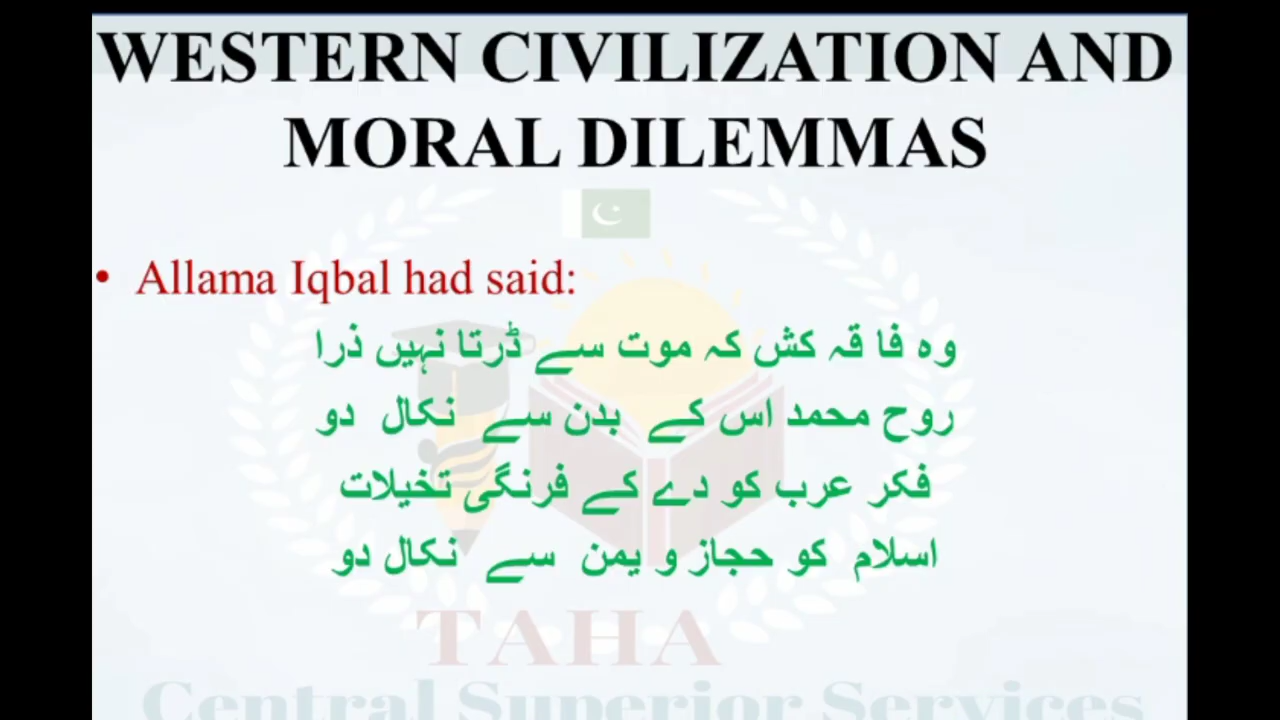 WESTERN CIVILIZATION AND
MORAL DILEMMAS
• Allama Iqbal had said:
وہ فا قہ کش کہ موت سے ڈرتا نہیں ذرا
روح محمد اس کے بدن سے نکال دو
فکر عرب کو دے کے فرنگی تخیلات
اسلام کو حجاز و یمن سے نکال دو
TAHA
Central Superior Services